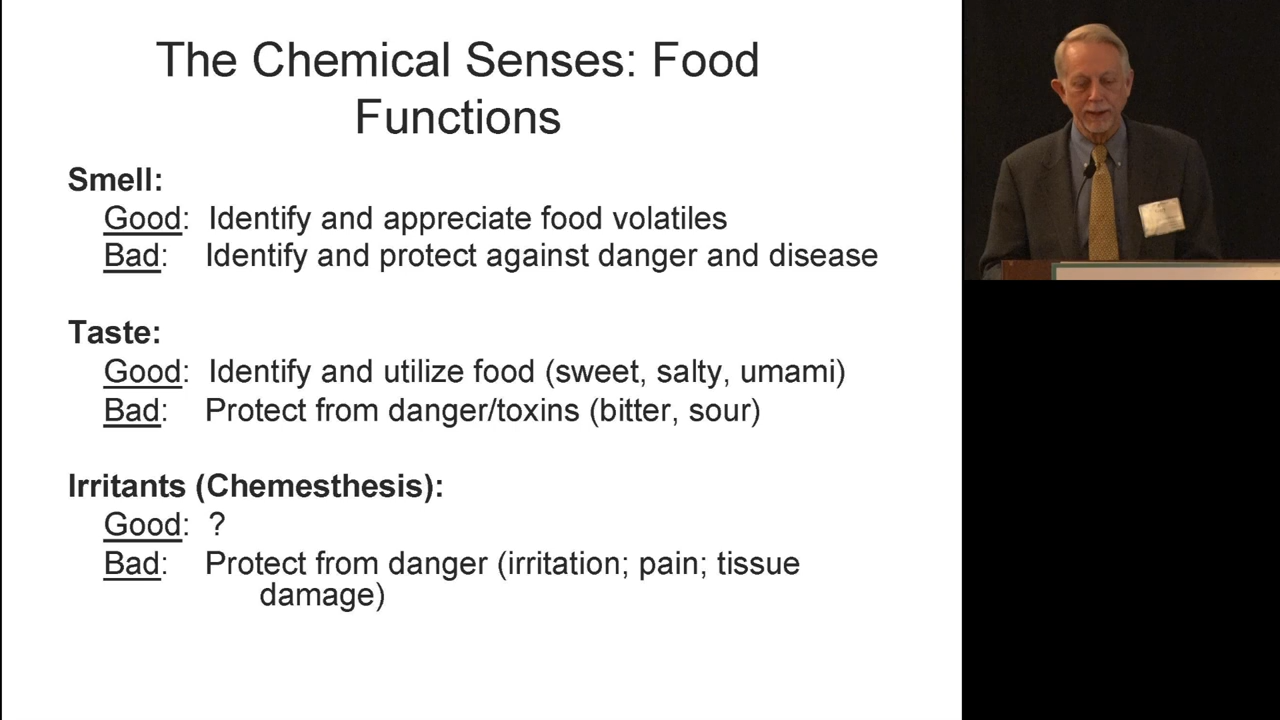 The Chemical Senses: Food
Functions
Smell:
Good: Identify and appreciate food volatiles
Bad: Identify and protect against danger and disease
Taste:
Good: Identify and utilize food (sweet, salty, umami)
Bad: Protect from danger/toxins (bitter, sour)
Irritants (Chemesthesis):
Good: ?
Bad: Protect from danger (irritation; pain; tissue
damage)